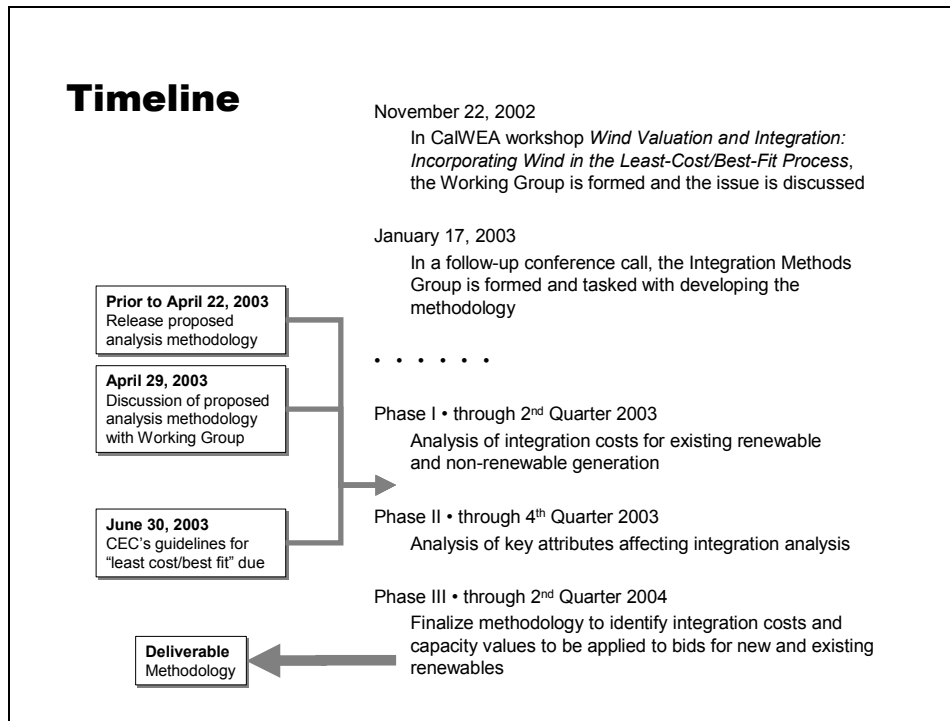 Timeline
November 22, 2002
In CalWEA workshop Wind Valuation and Integration:
Incorporating Wind in the Least-Cost/Best-Fit Process,
the Working Group is formed and the issue is discussed
January 17, 2003
In a follow-up conference call, the Integration Methods
Group is formed and tasked with developing the
methodology
• • • • • •
Prior to April 22, 2003
Release proposed
analysis methodology
April 29, 2003
Discussion of proposed
analysis methodology
with Working Group
June 30, 2003
CEC's guidelines for
"least cost/best fit" due
Phase I • through 2nd Quarter 2003
Analysis of integration costs for existing renewable
and non-renewable generation
Phase II • through 4th Quarter 2003
Analysis of key attributes affecting integration analysis
Phase III • through 2nd Quarter 2004
Finalize methodology to identify integration costs and
capacity values to be applied to bids for new and existing
renewables
Deliverable
Methodology